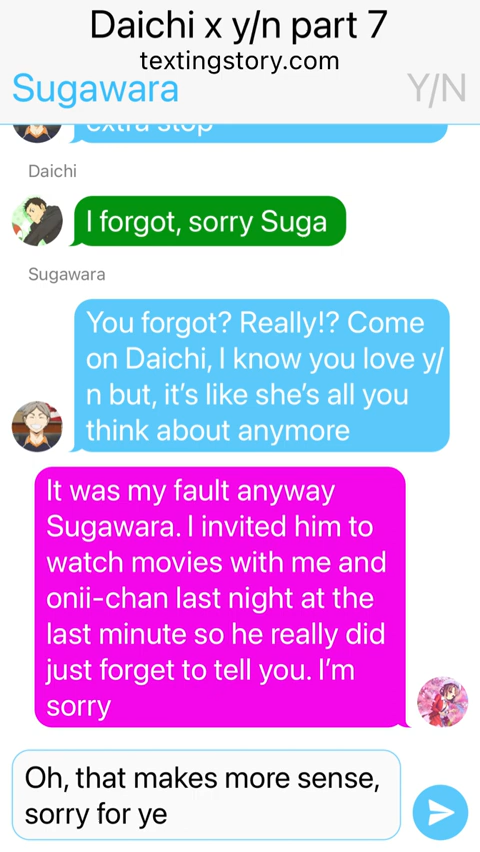 Daichi x y/n part 7
textingstory.com
Sugawara
Y/N
extra stop
Daichi
I forgot, sorry Suga
Sugawara
You forgot? Really!? Come
on Daichi, I know you love y/
n but, it's like she's all you
think about anymore
It was my fault anyway
Sugawara. I invited him to
watch movies with me and
onii-chan last night at the
last minute so he really did
just forget to tell you. I'm
sorry
Oh, that makes more sense,
sorry for ye